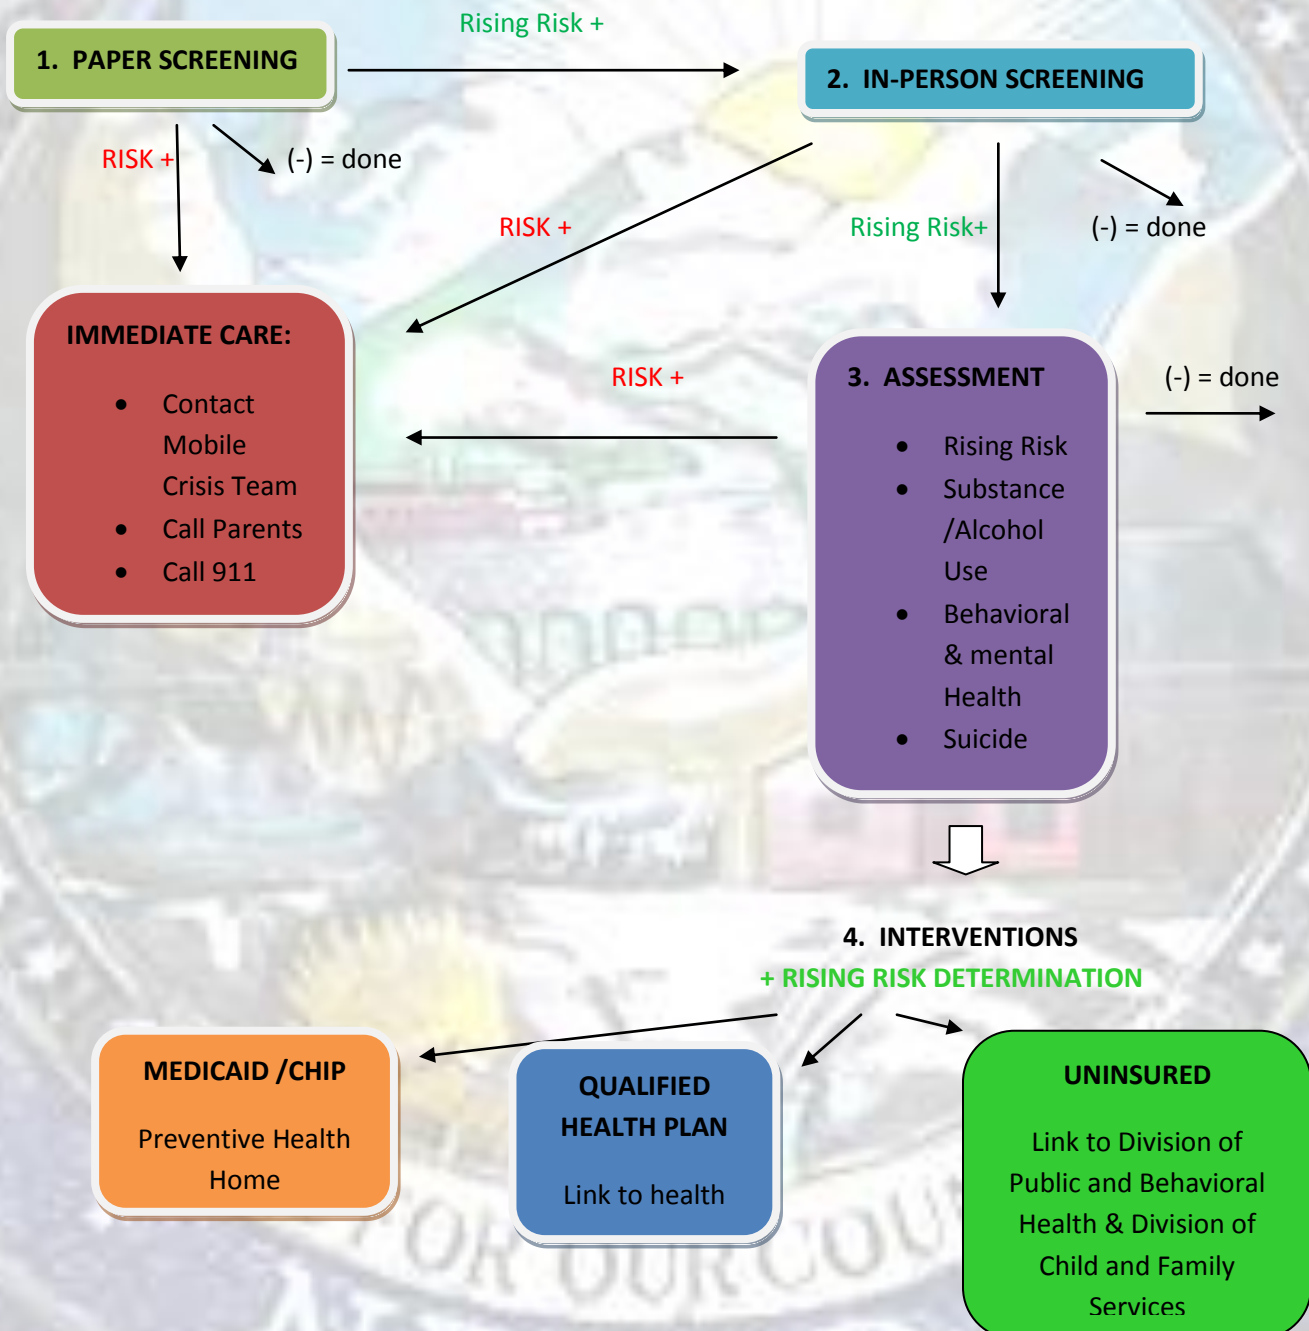 Rising Risk +
1. PAPER SCREENING
2. IN-PERSON SCREENING
RISK +
(-) = done
RISK +
Rising Risk+
(-) = done
IMMEDIATE CARE:
• Contact
Mobile
Crisis Team
• Call Parents
• Call 911
RISK +
3. ASSESSMENT
• Rising Risk
• Substance
/Alcohol
Use
• Behavioral
& mental
Health
• Suicide
(-) = done
4. INTERVENTIONS
+ RISING RISK DETERMINATION
MEDICAID /CHIP
Preventive Health
Home
QUALIFIED
HEALTH PLAN
Link to health
UNINSURED
Link to Division of
Public and Behavioral
Health & Division of
Child and Family
Services
FOR OUR